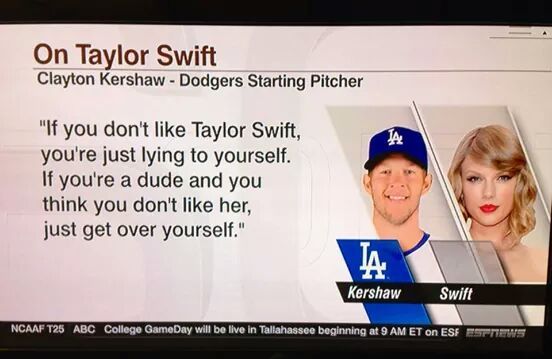 On Taylor Swift
Clayton Kershaw - Dodgers Starting Pitcher
"If you don't like Taylor Swift,
you're just lying to yourself.
If you're a dude and you
think you don't like her,
just get over yourself."
LA
LA
Kershaw Swift
NCAAF T25 ABC College GameDay will be live in Tallahassee beginning at 9 AM ET on ESP ESPNEWS